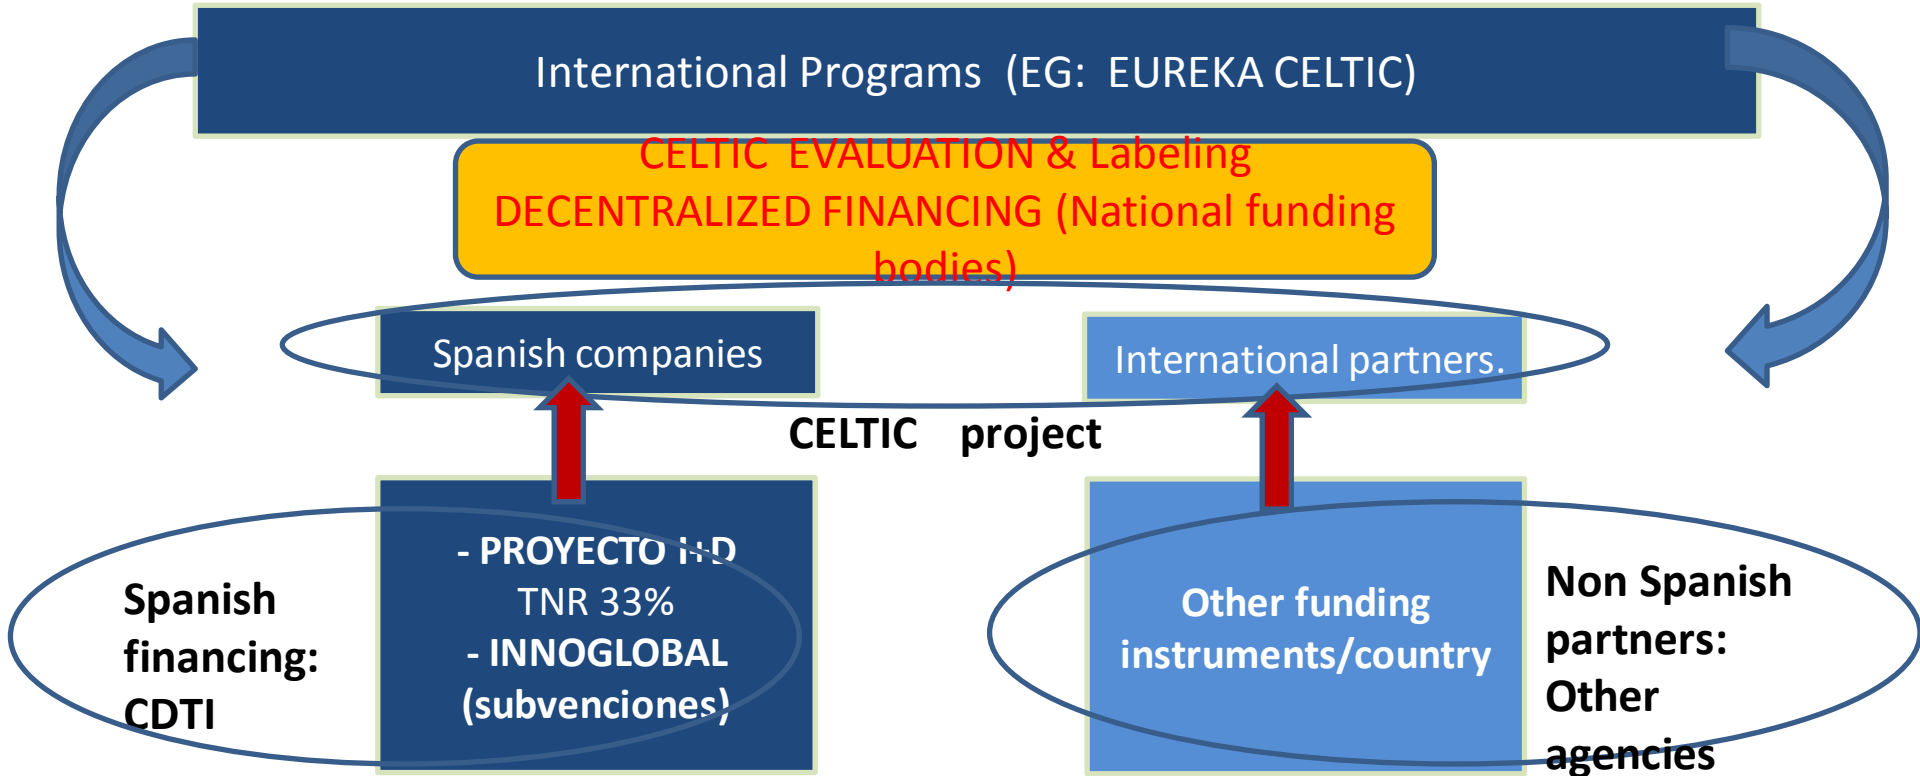 International Programs (EG: EUREKA CELTIC)
CELTIC EVALUATION & Labeling
DECENTRALIZED FINANCING (National funding
bodies)
Spanish companies
International partners.
CELTIC project
Spanish
financing:
CDTI
- PROYECTO I+D
TNR 33%
- INNOGLOBAL
(subvenciones)
Other funding
instruments/country
Non Spanish
partners:
Other
agencies